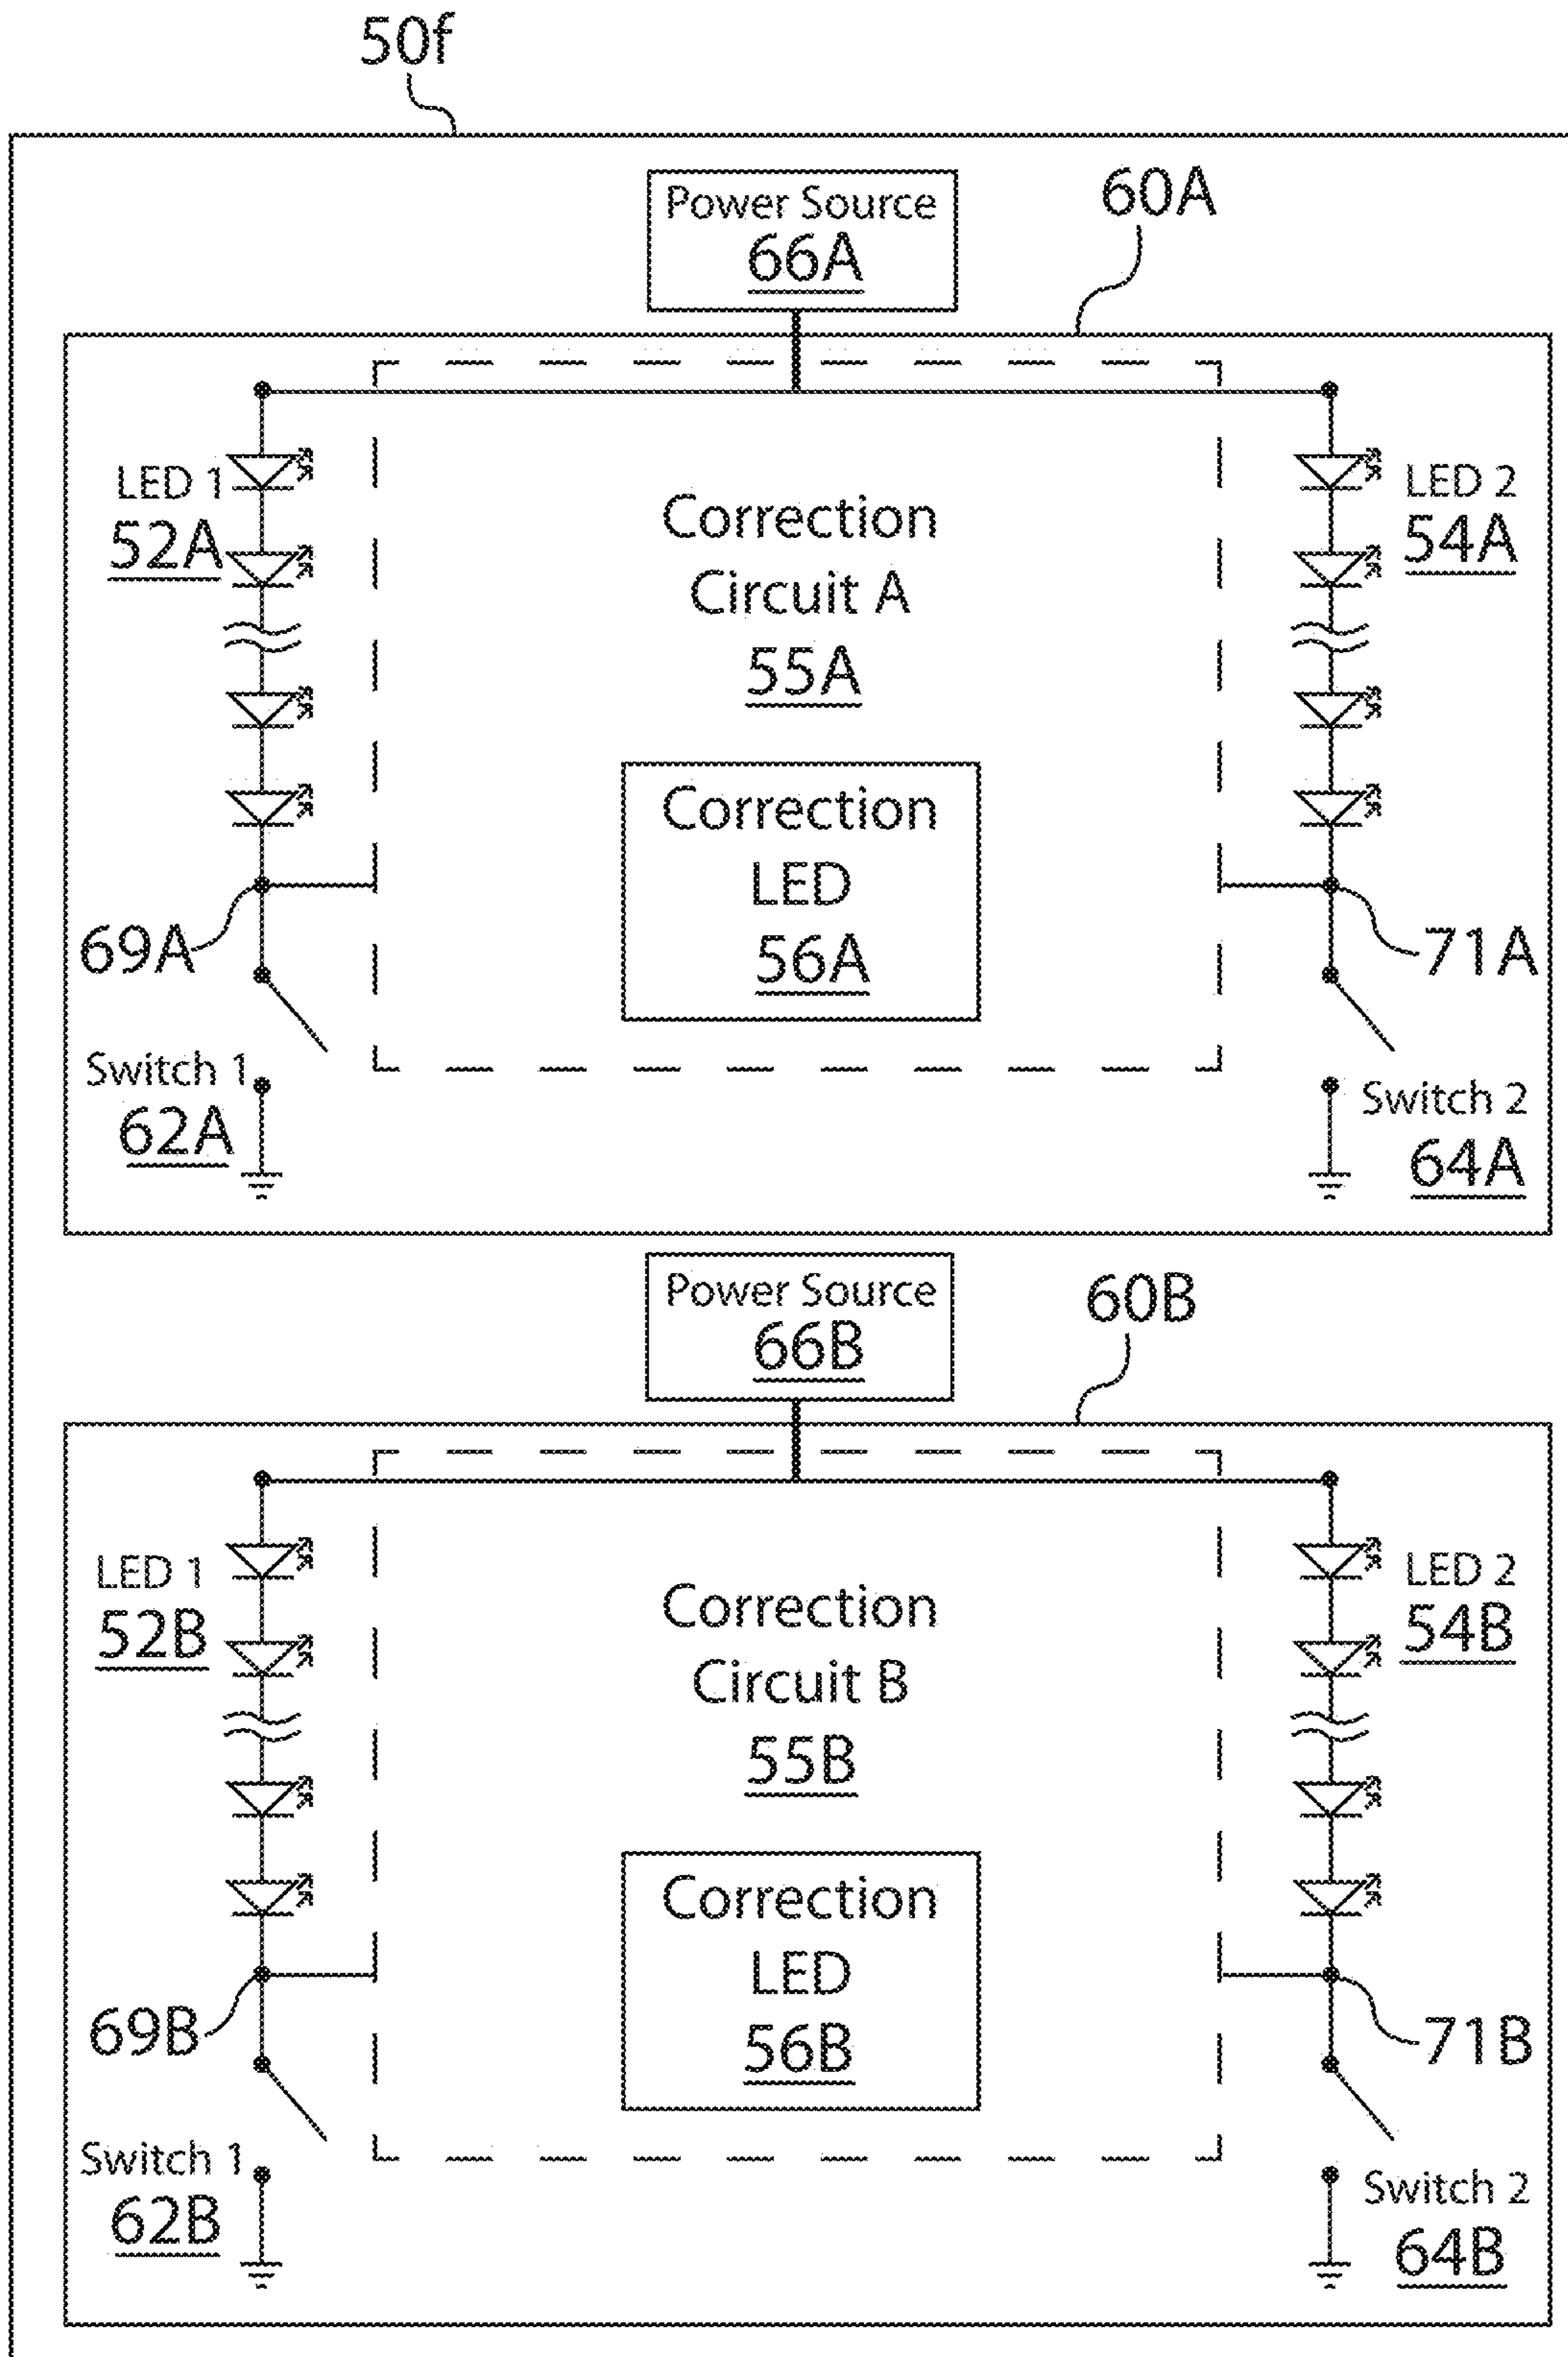 50f
Power Source
66A
60A
LED 1
52A
Correction
Circuit A
55A
LED 2
54A
Correction
LED
56A
69A
71A
Switch 1
62A
Switch 2
64A
Power Source
66B
60B
LED 1
52B
Correction
Circuit B
55B
LED 2
54B
Correction
LED
56B
69B
71B
Switch 1
62B
Switch 2
64B